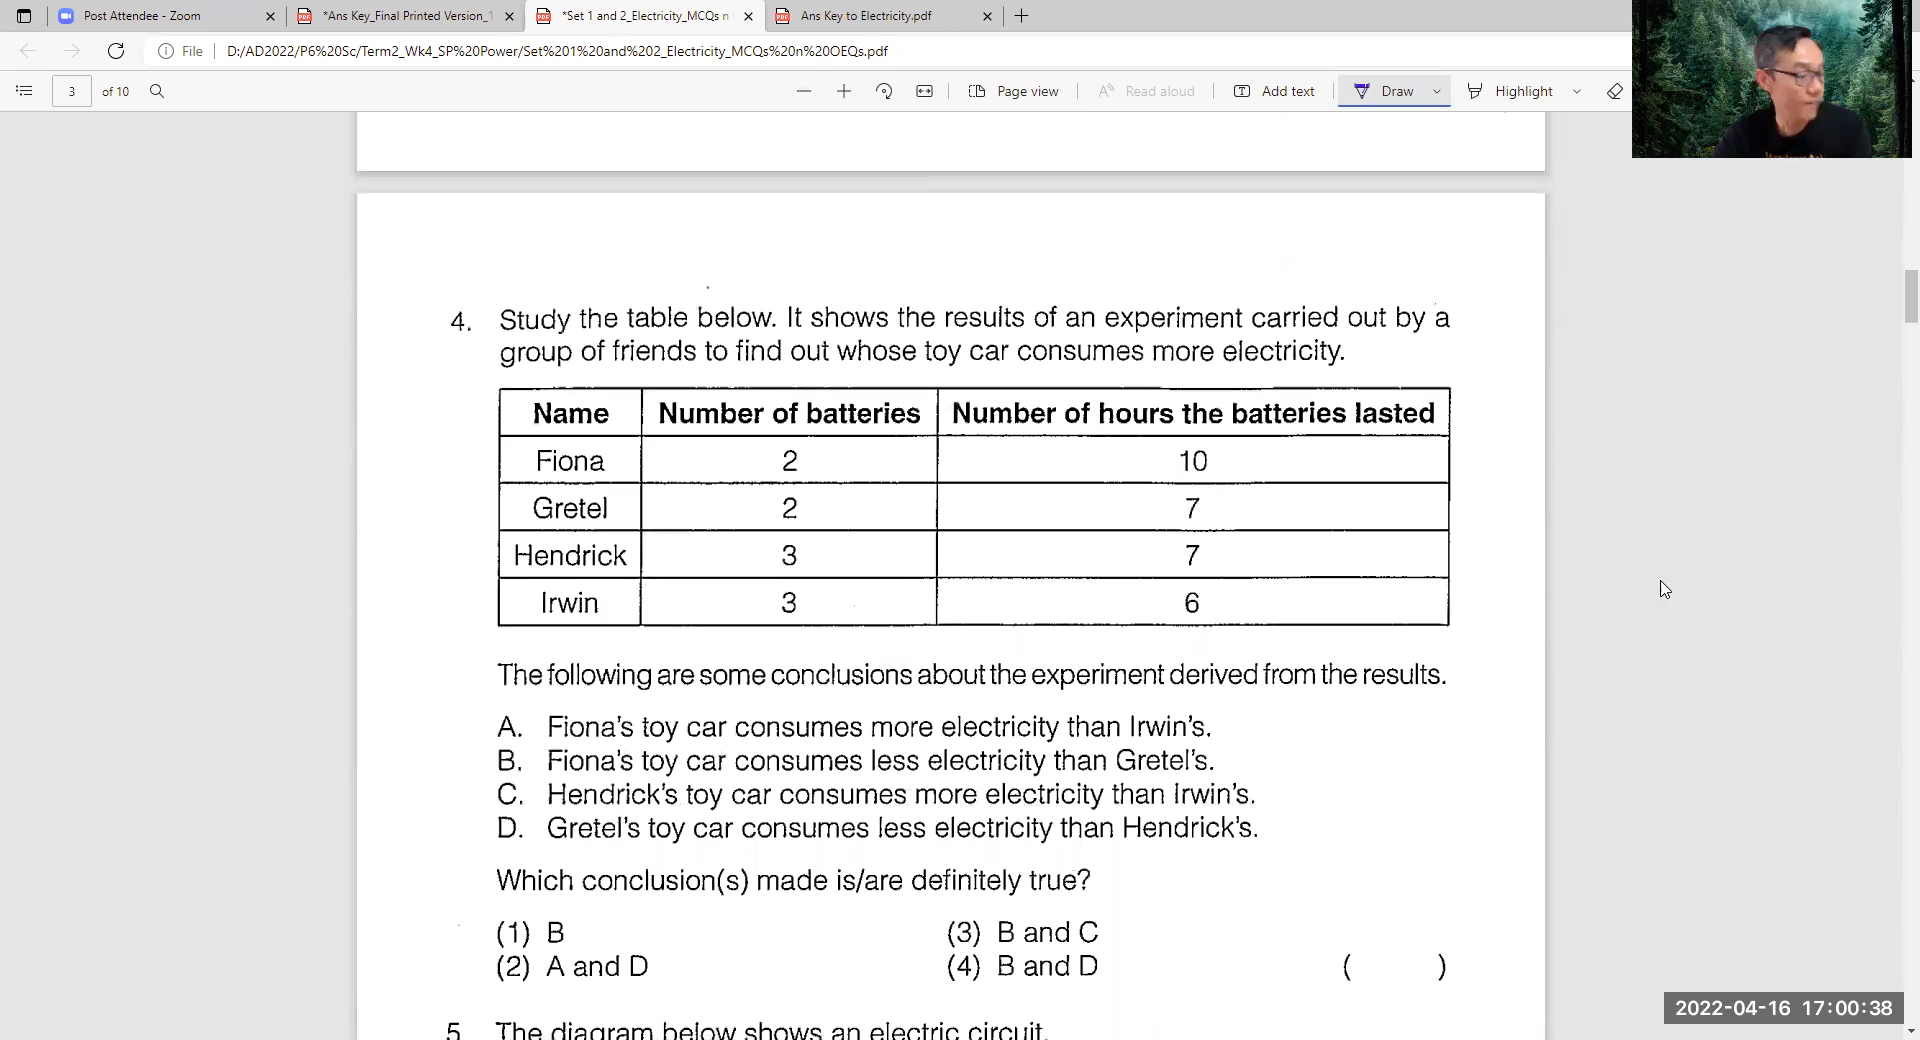 Post Attendee - Zoom
*Ans Key_Final Printed Version_1
*Set 1 and 2_Electricity_MCQs n
Ans Key to Electricity.pdf
File
D:/AD2022/P6%20Sc/Term2_Wk4_SP%20Power/Set%201%20and%202_Electricity_MCQs%20n%20OEQs.pdf
3 of 10
Page view
Read aloud
Add text
Draw
Highlight
4. Study the table below. It shows the results of an experiment carried out by a
group of friends to find out whose toy car consumes more electricity.
Name Number of batteries Number of hours the batteries lasted
Fiona 2 10
Gretel 2 7
Hendrick 3 7
Irwin 3 6
The following are some conclusions about the experiment derived from the results.
A. Fiona's toy car consumes more electricity than Irwin's.
B. Fiona's toy car consumes less electricity than Gretel's.
C. Hendrick's toy car consumes more electricity than Irwin's.
D. Gretel's toy car consumes less electricity than Hendrick's.
Which conclusion(s) made is/are definitely true?
(1) B (3) B and C
(2) A and D (4) B and D ( )
5 The diagram below shows an electric circuit.
2022-04-16 17:00:38